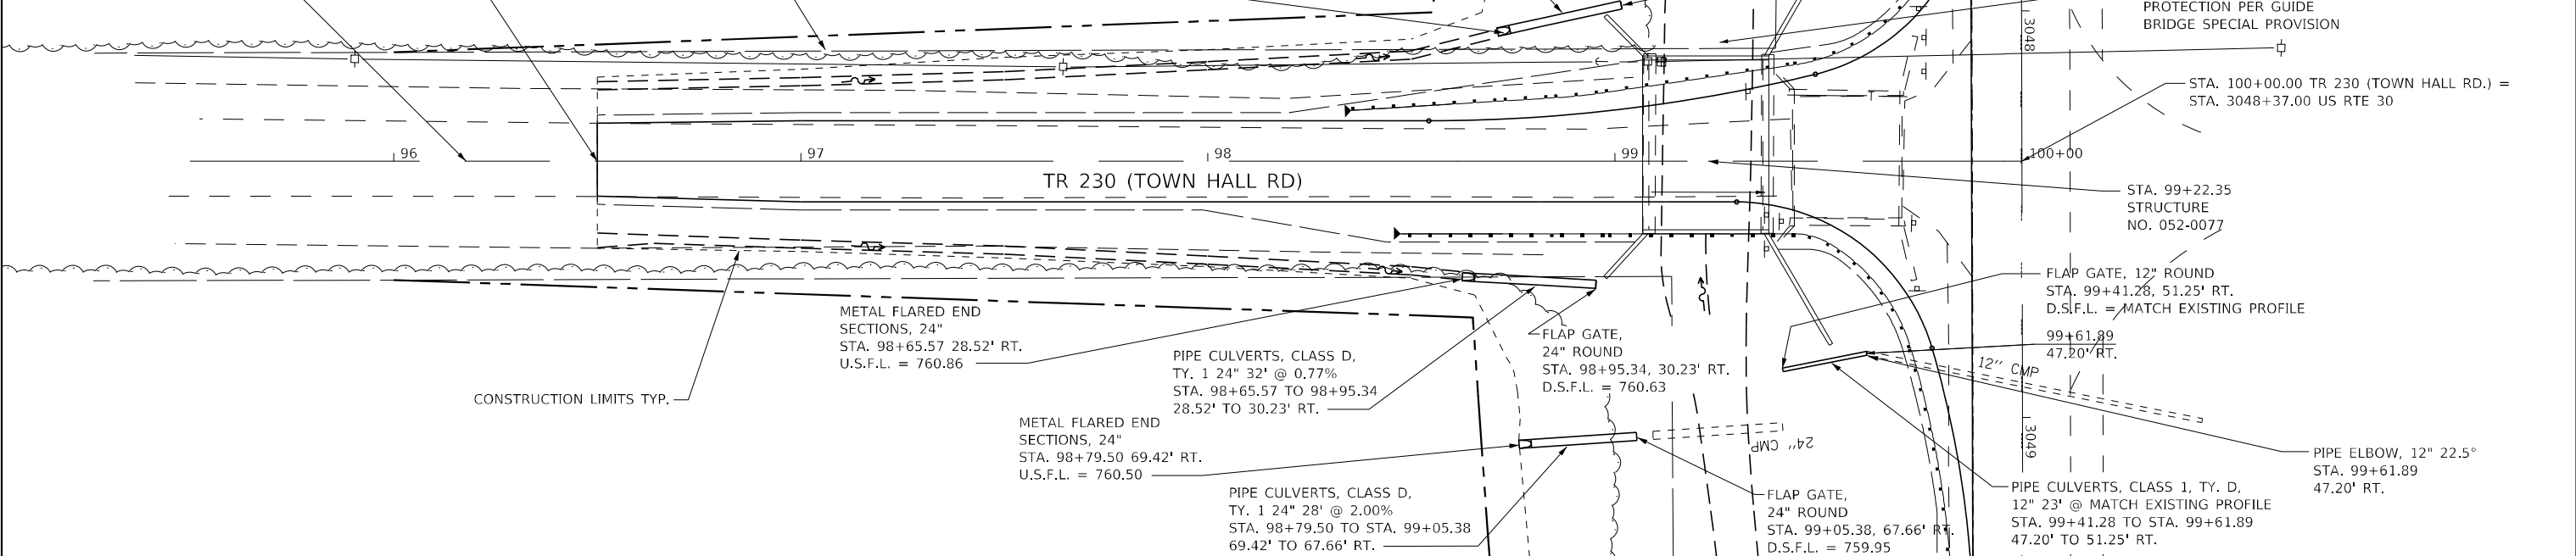 PROTECTION PER GUIDE
BRIDGE SPECIAL PROVISION
3048
STA. 100+00.00 TR 230 (TOWN HALL RD.) =
STA. 3048+37.00 US RTE 30
96
97
98
99
100+00
TR 230 (TOWN HALL RD)
STA. 99+22.35
STRUCTURE
NO. 052-0077
FLAP GATE, 12" ROUND
STA. 99+41.28, 51.25' RT.
D.S.F.L. = MATCH EXISTING PROFILE
99+61.89
47.20' RT.
12" CMP
METAL FLARED END
SECTIONS, 24"
STA. 98+65.57 28.52' RT.
U.S.F.L. = 760.86
PIPE CULVERTS, CLASS D,
TY. 1 24" 32' @ 0.77%
STA. 98+65.57 TO 98+95.34
28.52' TO 30.23' RT.
FLAP GATE,
24" ROUND
STA. 98+95.34, 30.23' RT.
D.S.F.L. = 760.63
CONSTRUCTION LIMITS TYP.
METAL FLARED END
SECTIONS, 24"
STA. 98+79.50 69.42' RT.
U.S.F.L. = 760.50
24" CMP
3049
PIPE ELBOW, 12" 22.5°
STA. 99+61.89
47.20' RT.
PIPE CULVERTS, CLASS D,
TY. 1 24" 28' @ 2.00%
STA. 98+79.50 TO STA. 99+05.38
69.42' TO 67.66' RT.
FLAP GATE,
24" ROUND
STA. 99+05.38, 67.66' RT.
D.S.F.L. = 759.95
PIPE CULVERTS, CLASS 1, TY. D,
12" 23' @ MATCH EXISTING PROFILE
STA. 99+41.28 TO STA. 99+61.89
47.20' TO 51.25' RT.